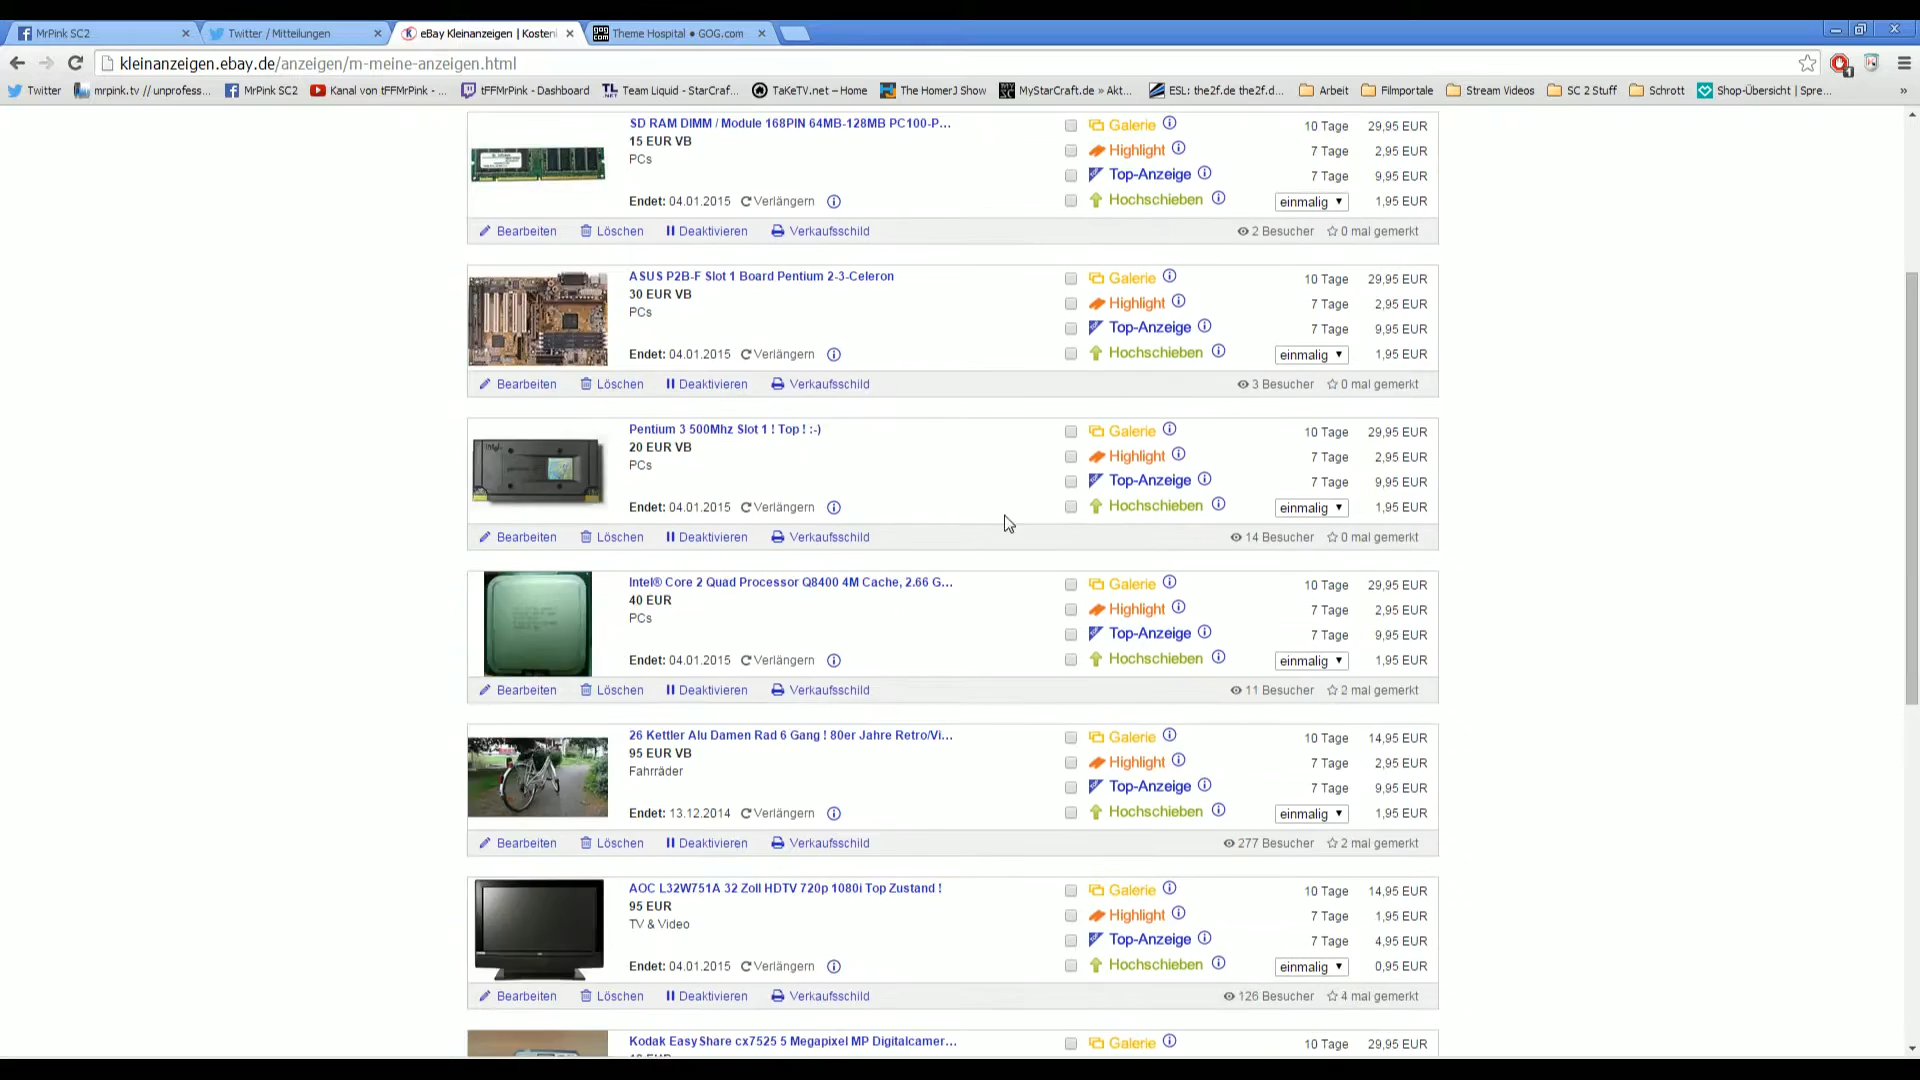 MrPink SC2
Twitter / Mitteilungen
eBay Kleinanzeigen | Kosten
Theme Hospital ● GOG.com
kleinanzeigen.ebay.de/anzeigen/m-meine-anzeigen.html
Twitter
mrpink.tv // unprofess...
MrPink SC2
Kanal von tFFMrPink - ...
tFFMrPink - Dashboard
Team Liquid - StarCraf...
TaKeTV.net – Home
The HomerJ Show
MyStarCraft.de » Akt...
ESL: the2f.de the2f.d...
Arbeit
Filmportale
Stream Videos
SC 2 Stuff
Schrott
Shop-Übersicht | Spre...
»
SD RAM DIMM / Module 168PIN 64MB-128MB PC100-P...
15 EUR VB
PCs
Endet: 04.01.2015 Verlängern
Galerie 10 Tage 29,95 EUR
Highlight 7 Tage 2,95 EUR
Top-Anzeige 7 Tage 9,95 EUR
Hochschieben einmalig 1,95 EUR
Bearbeiten Löschen Deaktivieren Verkaufsschild 2 Besucher 0 mal gemerkt
ASUS P2B-F Slot 1 Board Pentium 2-3-Celeron
30 EUR VB
PCs
Endet: 04.01.2015 Verlängern
Galerie 10 Tage 29,95 EUR
Highlight 7 Tage 2,95 EUR
Top-Anzeige 7 Tage 9,95 EUR
Hochschieben einmalig 1,95 EUR
Bearbeiten Löschen Deaktivieren Verkaufsschild 3 Besucher 0 mal gemerkt
Pentium 3 500Mhz Slot 1 ! Top ! :-)
20 EUR VB
PCs
Endet: 04.01.2015 Verlängern
Galerie 10 Tage 29,95 EUR
Highlight 7 Tage 2,95 EUR
Top-Anzeige 7 Tage 9,95 EUR
Hochschieben einmalig 1,95 EUR
Bearbeiten Löschen Deaktivieren Verkaufsschild 14 Besucher 0 mal gemerkt
Intel® Core 2 Quad Processor Q8400 4M Cache, 2.66 G...
40 EUR
PCs
Endet: 04.01.2015 Verlängern
Galerie 10 Tage 29,95 EUR
Highlight 7 Tage 2,95 EUR
Top-Anzeige 7 Tage 9,95 EUR
Hochschieben einmalig 1,95 EUR
Bearbeiten Löschen Deaktivieren Verkaufsschild 11 Besucher 2 mal gemerkt
26 Kettler Alu Damen Rad 6 Gang ! 80er Jahre Retro/Vi...
95 EUR VB
Fahrräder
Endet: 13.12.2014 Verlängern
Galerie 10 Tage 14,95 EUR
Highlight 7 Tage 2,95 EUR
Top-Anzeige 7 Tage 9,95 EUR
Hochschieben einmalig 1,95 EUR
Bearbeiten Löschen Deaktivieren Verkaufsschild 277 Besucher 2 mal gemerkt
AOC L32W751A 32 Zoll HDTV 720p 1080i Top Zustand !
95 EUR
TV & Video
Endet: 04.01.2015 Verlängern
Galerie 10 Tage 14,95 EUR
Highlight 7 Tage 1,95 EUR
Top-Anzeige 7 Tage 4,95 EUR
Hochschieben einmalig 0,95 EUR
Bearbeiten Löschen Deaktivieren Verkaufsschild 126 Besucher 4 mal gemerkt
Kodak EasyShare cx7525 5 Megapixel MP Digitalcamer...
Galerie 10 Tage 29,95 EUR